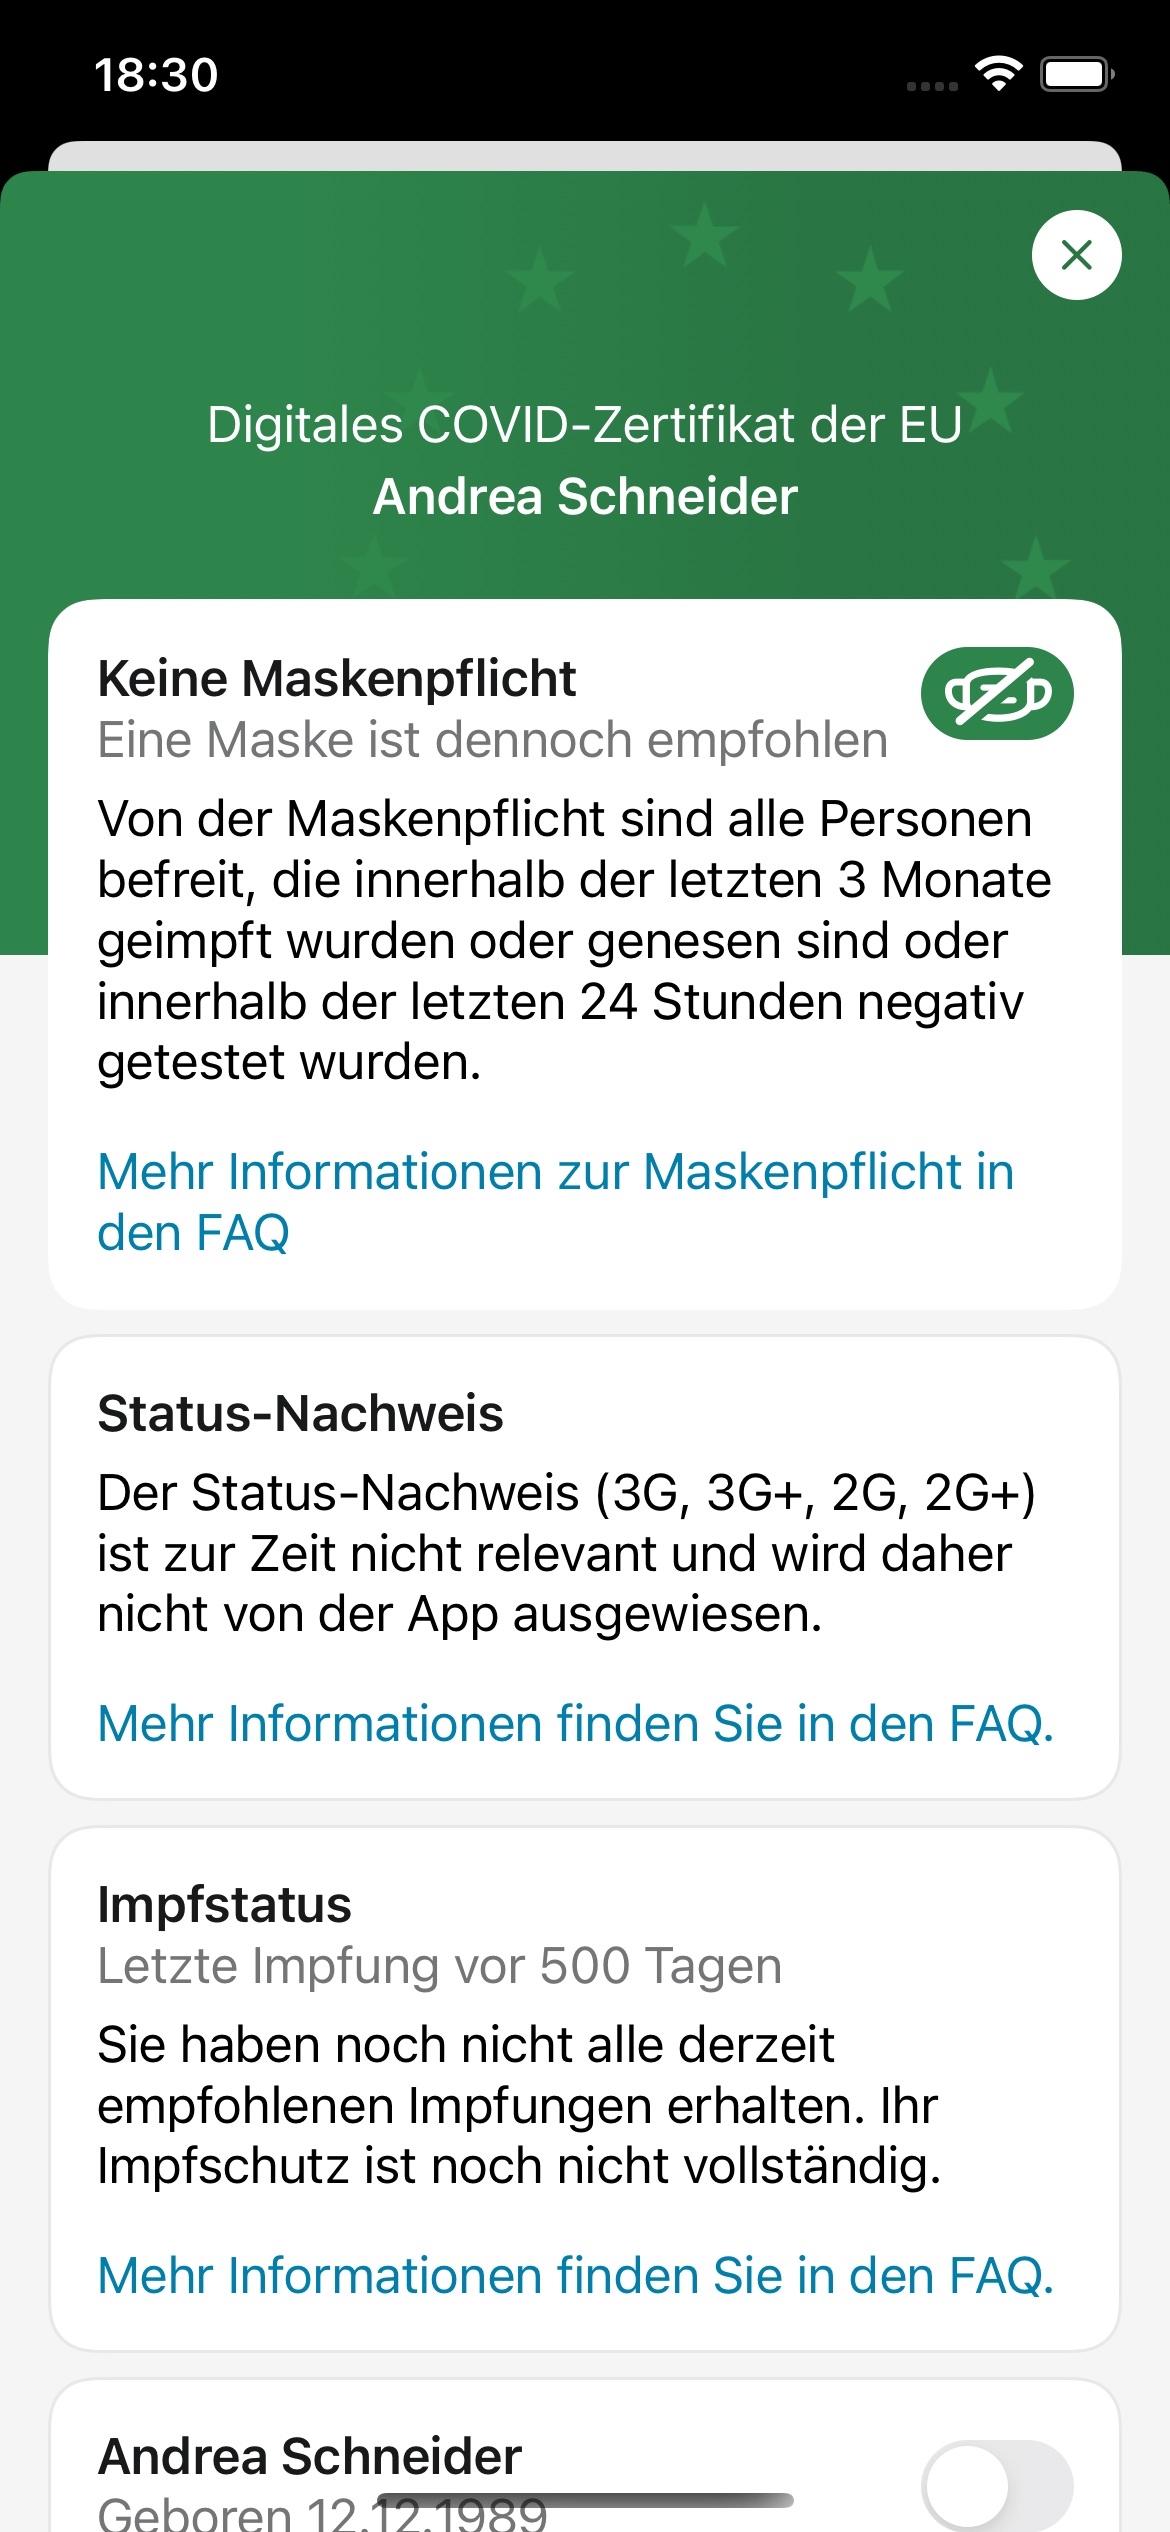 18:30
Digitales COVID-Zertifikat der EU
Andrea Schneider
Keine Maskenpflicht
Eine Maske ist dennoch empfohlen
Von der Maskenpflicht sind alle Personen
befreit, die innerhalb der letzten 3 Monate
geimpft wurden oder genesen sind oder
innerhalb der letzten 24 Stunden negativ
getestet wurden.
Mehr Informationen zur Maskenpflicht in
den FAQ
Status-Nachweis
Der Status-Nachweis (3G, 3G+, 2G, 2G+)
ist zur Zeit nicht relevant und wird daher
nicht von der App ausgewiesen.
Mehr Informationen finden Sie in den FAQ.
Impfstatus
Letzte Impfung vor 500 Tagen
Sie haben noch nicht alle derzeit
empfohlenen Impfungen erhalten. Ihr
Impfschutz ist noch nicht vollständig.
Mehr Informationen finden Sie in den FAQ.
Andrea Schneider
Geboren 12.12.1989